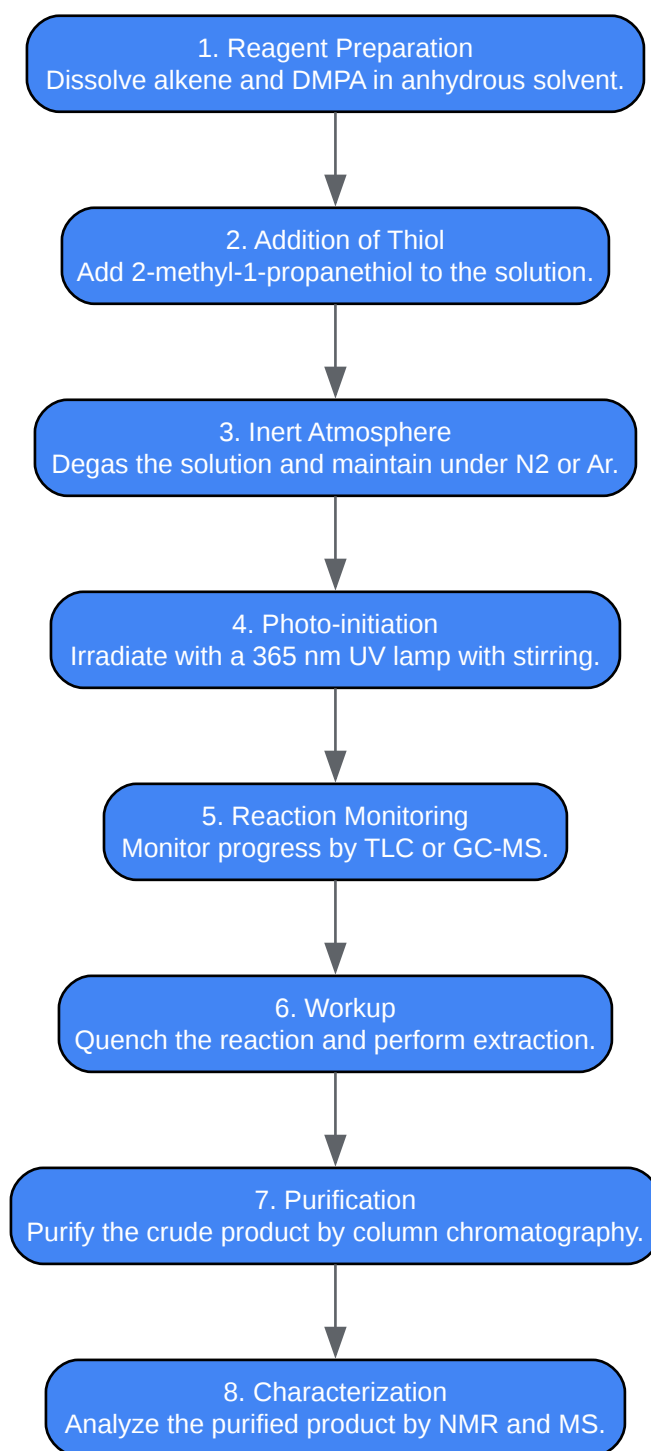 1. Reagent Preparation
Dissolve alkene and DMPA in anhydrous solvent.
2. Addition of Thiol
Add 2-methyl-1-propanethiol to the solution.
3. Inert Atmosphere
Degas the solution and maintain under N2 or Ar.
4. Photo-initiation
Irradiate with a 365 nm UV lamp with stirring.
5. Reaction Monitoring
Monitor progress by TLC or GC-MS.
6. Workup
Quench the reaction and perform extraction.
7. Purification
Purify the crude product by column chromatography.
8. Characterization
Analyze the purified product by NMR and MS.